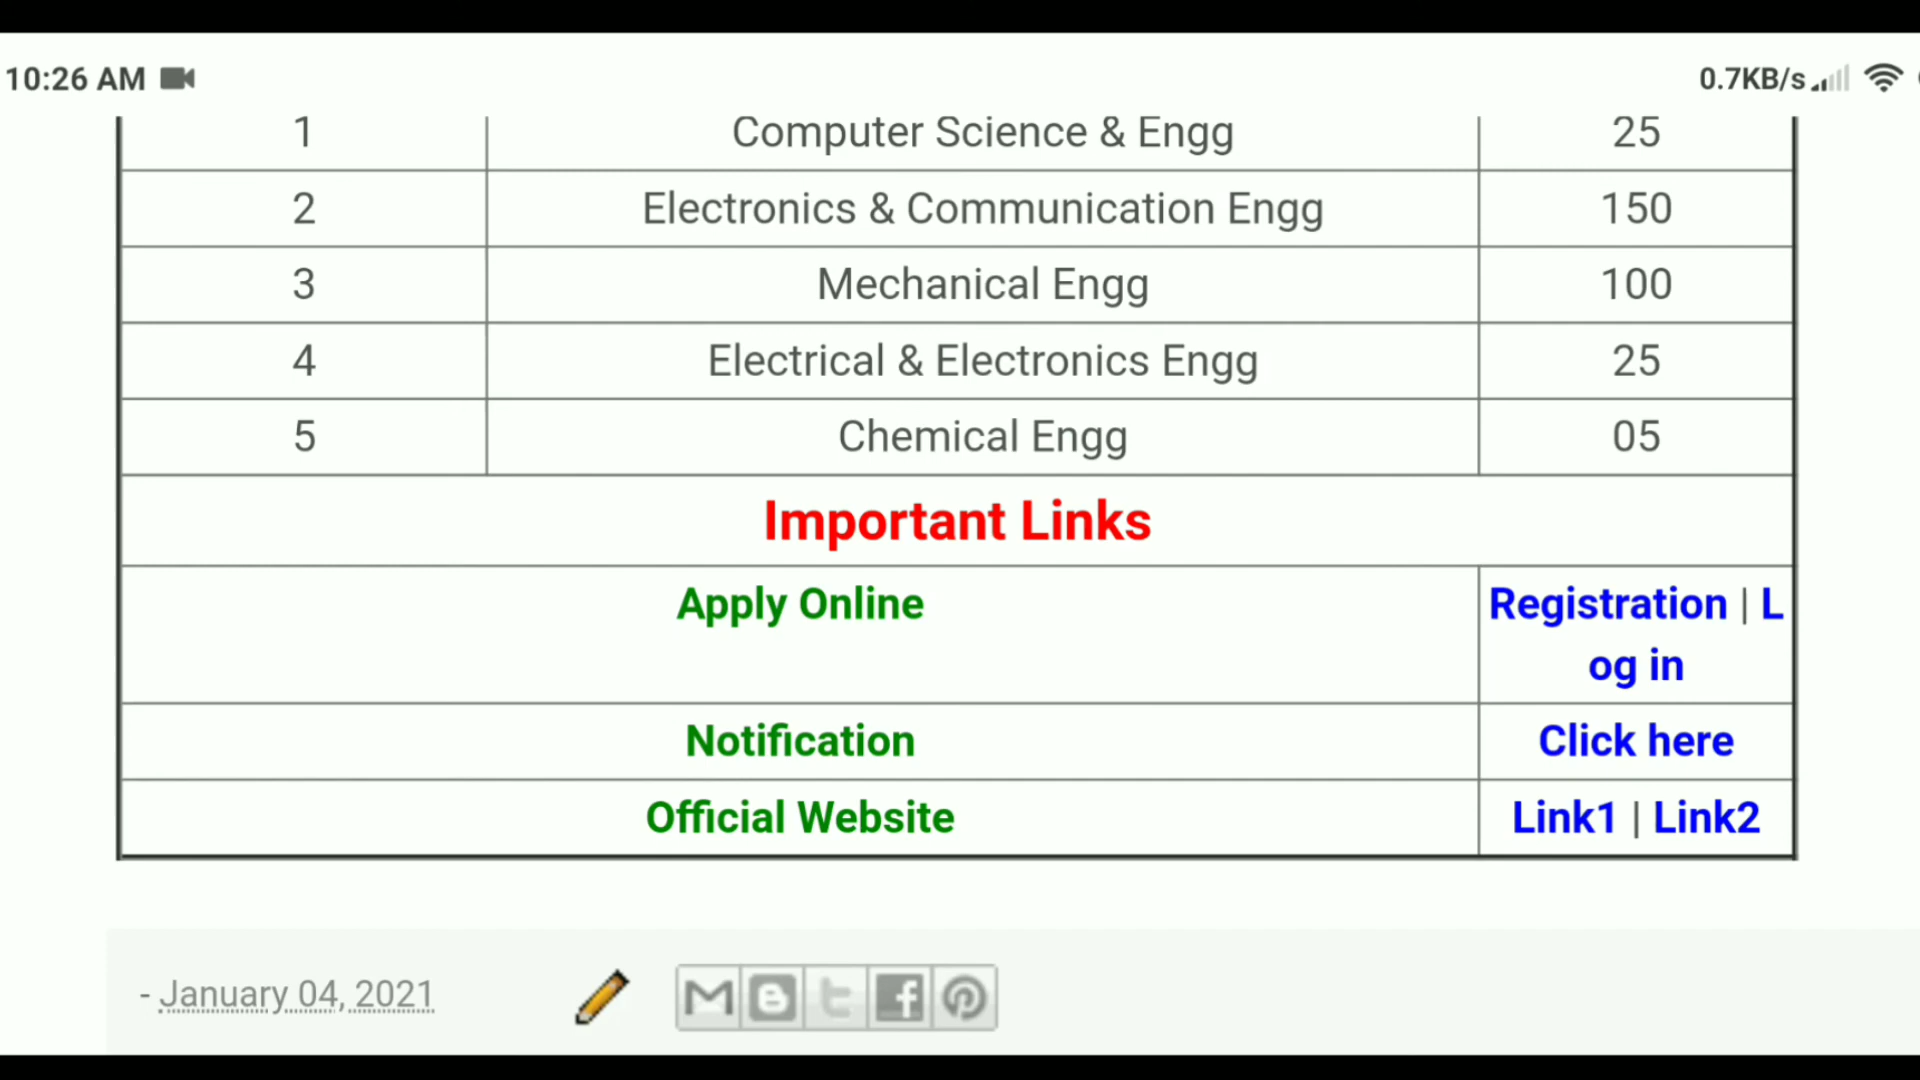 10:26 AM 0.7KB/s
1 Computer Science & Engg 25
2 Electronics & Communication Engg 150
3 Mechanical Engg 100
4 Electrical & Electronics Engg 25
5 Chemical Engg 05
Important Links
Apply Online Registration | L
og in
Notification Click here
Official Website Link1 | Link2
- January 04, 2021